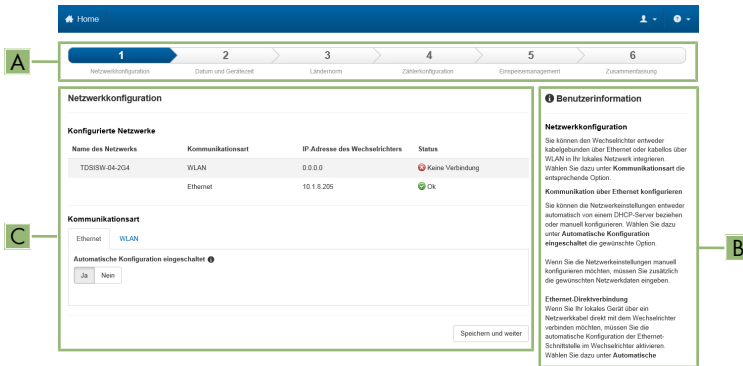 Home
A
1 2 3 4 5 6
Netzwerkkonfiguration Datum und Gerätezeit Ländernorm Zählerkonfiguration Einspeisemanagement Zusammenfassung
C
Netzwerkkonfiguration
Konfigurierte Netzwerke
Name des Netzwerks Kommunikationsart IP-Adresse des Wechselrichters Status
TDSISW-04-2G4 WLAN 0.0.0.0 Keine Verbindung
Ethernet 10.1.8.205 Ok
Kommunikationsart
Ethernet WLAN
Automatische Konfiguration eingeschaltet
Ja Nein
Speichern und weiter
B
Benutzerinformation
Netzwerkkonfiguration
Sie können den Wechselrichter entweder
kabelgebunden über Ethernet oder kabellos über
WLAN in Ihr lokales Netzwerk integrieren.
Wählen Sie dazu unter Kommunikationsart die
entsprechende Option.
Kommunikation über Ethernet konfigurieren
Sie können die Netzwerkeinstellungen entweder
automatisch von einem DHCP-Server beziehen
oder manuell konfigurieren. Wählen Sie dazu
unter Automatische Konfiguration
eingeschaltet die gewünschte Option.
Wenn Sie die Netzwerkeinstellungen manuell
konfigurieren möchten, müssen Sie zusätzlich
die gewünschten Netzwerkdaten eingeben.
Ethernet-Direktverbindung
Wenn Sie Ihr lokales Gerät über ein
Netzwerkkabel direkt mit dem Wechselrichter
verbinden möchten, müssen Sie die
automatische Konfiguration der Ethernet-
Schnittstelle im Wechselrichter aktivieren.
Wählen Sie dazu unter Automatische